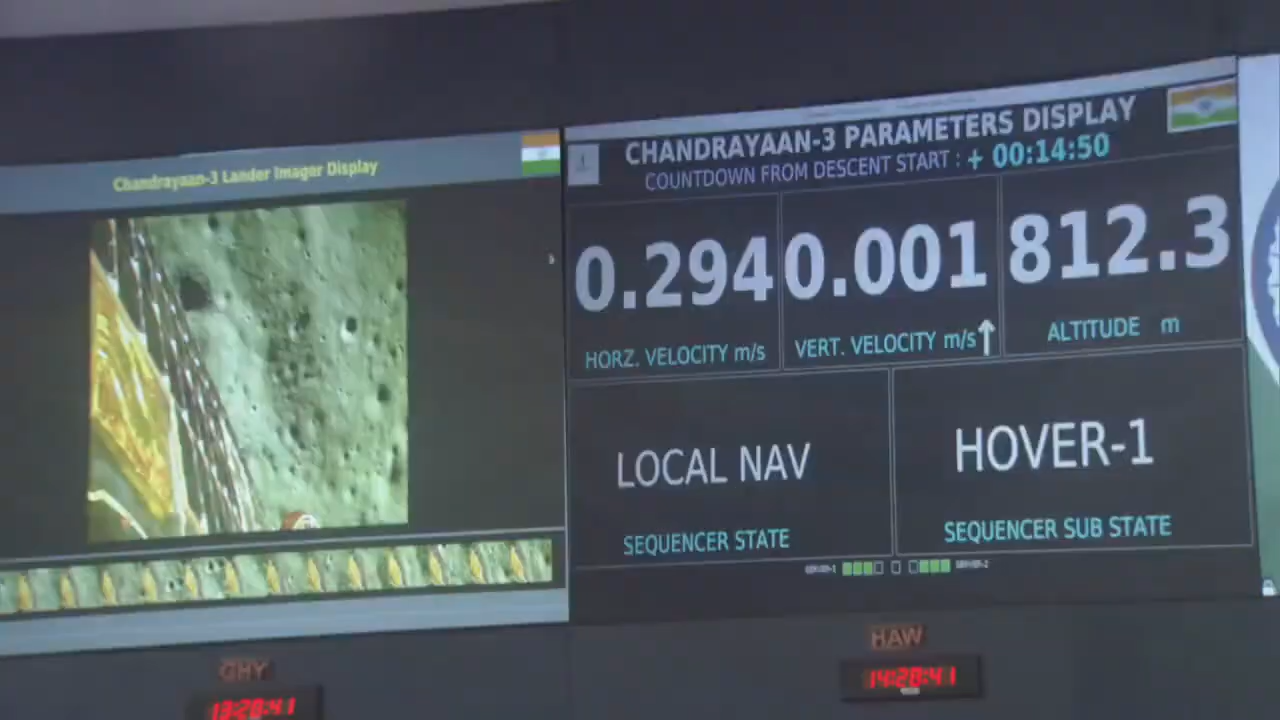 Chandrayaan-3 Lander Imager Display
CHANDRAYAAN-3 PARAMETERS DISPLAY
COUNTDOWN FROM DESCENT START : + 00:14:50
0.294
HORZ. VELOCITY m/s
0.001
VERT. VELOCITY m/s↑
812.3
ALTITUDE m
LOCAL NAV
SEQUENCER STATE
HOVER-1
SEQUENCER SUB STATE
GHY
13:28:41
HAW
14:28:41